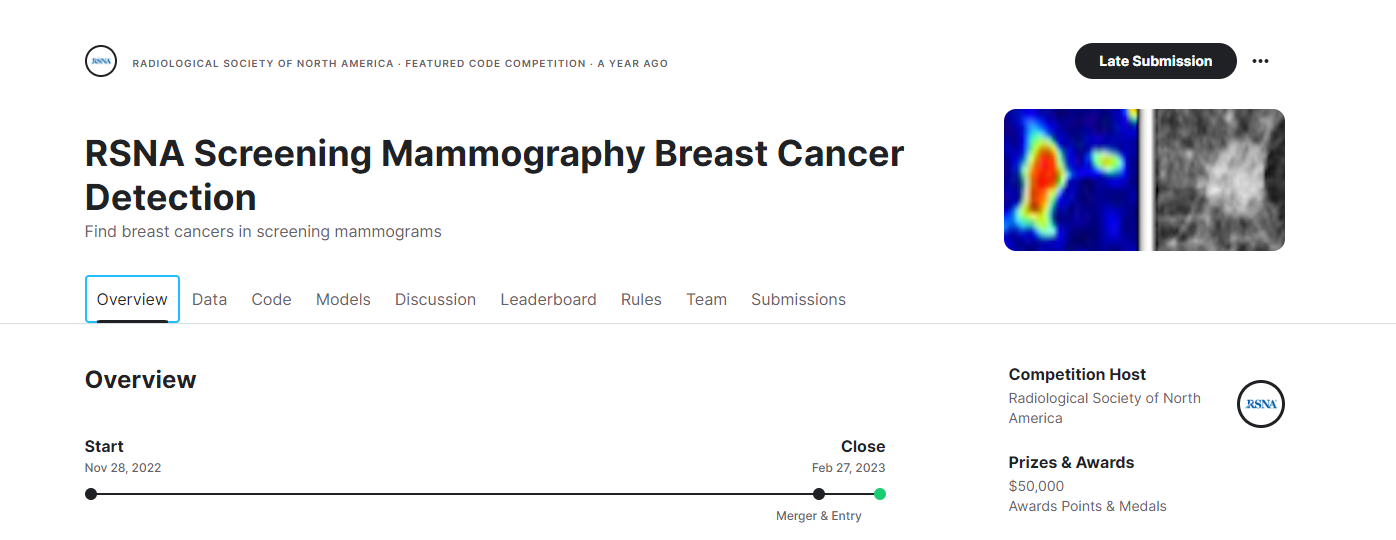 RSNA
RADIOLOGICAL SOCIETY OF NORTH AMERICA · FEATURED CODE COMPETITION · A YEAR AGO
Late Submission
RSNA Screening Mammography Breast Cancer
Detection
Find breast cancers in screening mammograms
Overview Data Code Models Discussion Leaderboard Rules Team Submissions
Overview
Start
Nov 28, 2022
Close
Feb 27, 2023
Merger & Entry
Competition Host
Radiological Society of North
America
RSNA
Prizes & Awards
$50,000
Awards Points & Medals